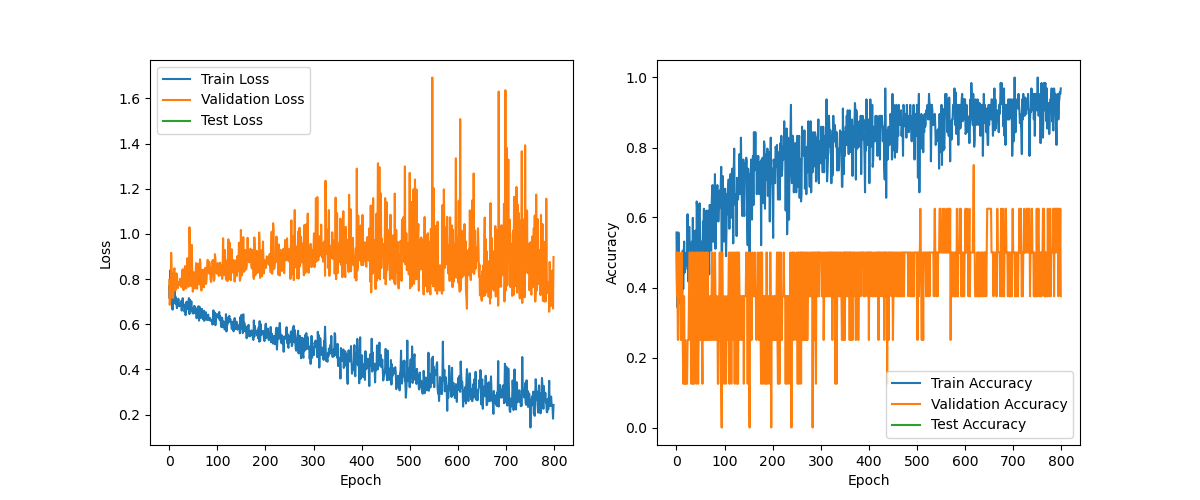 Train Loss
Validation Loss
Test Loss
1.6
1.4
1.2
1.0
0.8
0.6
0.4
0.2
Loss
0 100 200 300 400 500 600 700 800
Epoch
1.0
0.8
0.6
0.4
0.2
0.0
Accuracy
Train Accuracy
Validation Accuracy
Test Accuracy
0 100 200 300 400 500 600 700 800
Epoch